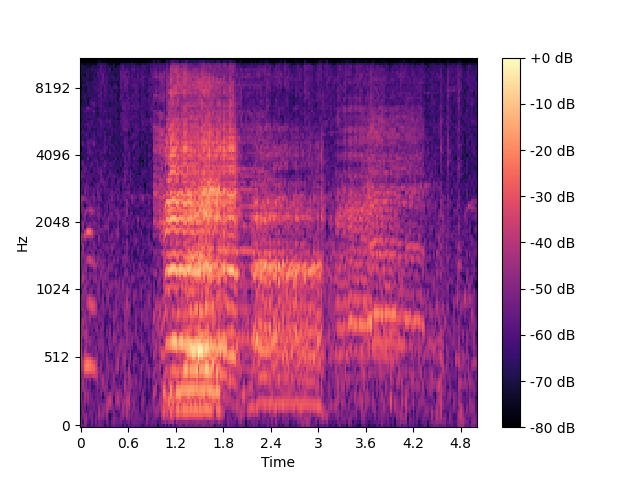 +0 dB
8192
-10 dB
4096
-20 dB
-30 dB
2048
Hz
-40 dB
1024
-50 dB
-60 dB
512
-70 dB
0
-80 dB
0 0.6 1.2 1.8 2.4 3 3.6 4.2 4.8
Time